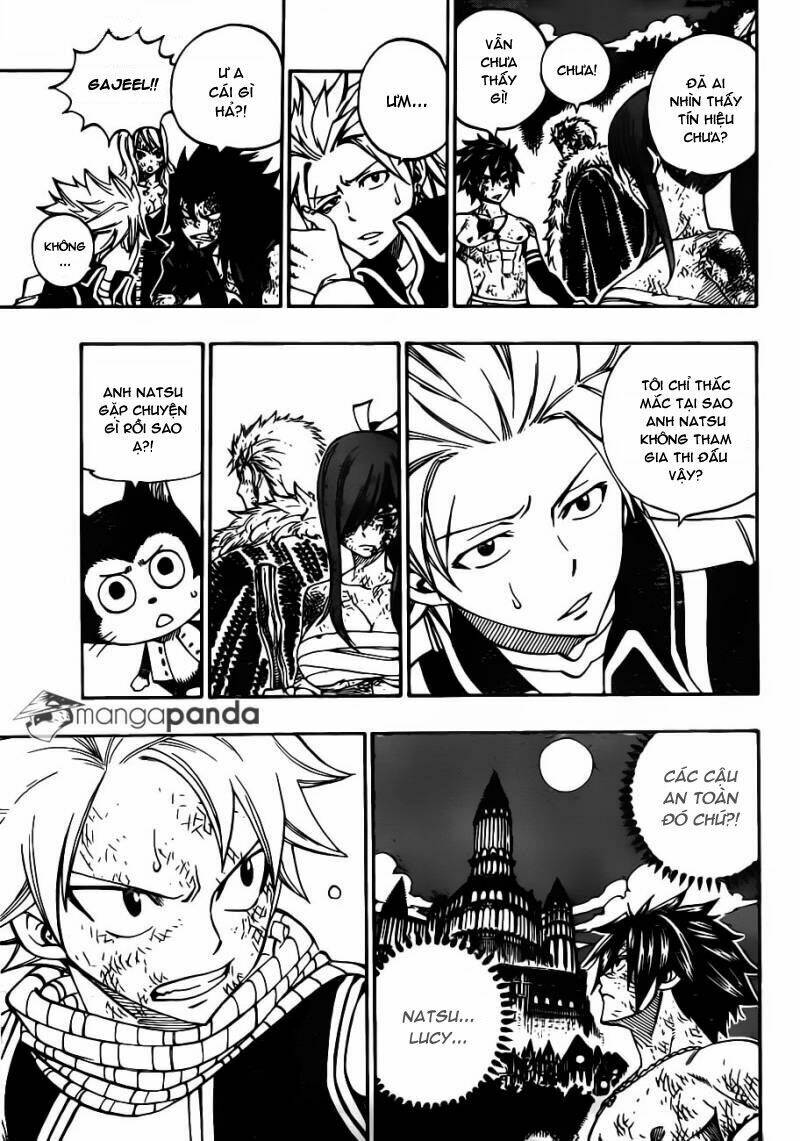 ĐÃ AI
NHÌN THẤY
TÍN HIỆU
CHƯA?
CHƯA!
VẪN
CHƯA
THẤY
GÌ!
ƯM...
Ư A
CÁI GÌ
HẢ?!
GAJEEL!!
KHÔNG
...
TÔI CHỈ THẮC
MẮC TẠI SAO
ANH NATSU
KHÔNG THAM
GIA THI ĐẤU
VẬY?
ANH NATSU
GẶP CHUYỆN
GÌ RỒI SAO
Ạ?!
mangapanda
CÁC CẬU
AN TOÀN
ĐÓ CHỨ?!
NATSU...
LUCY...